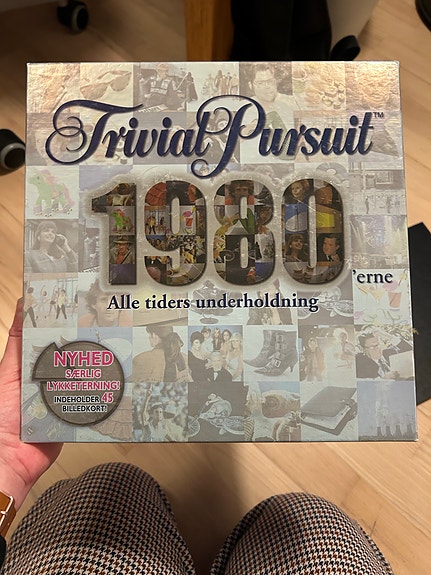 Trivial Pursuit™
1980'erne
Alle tiders underholdning
NYHED
SÆRLIG
LYKKETERNING!
INDEHOLDER 45
BILLEDKORT!